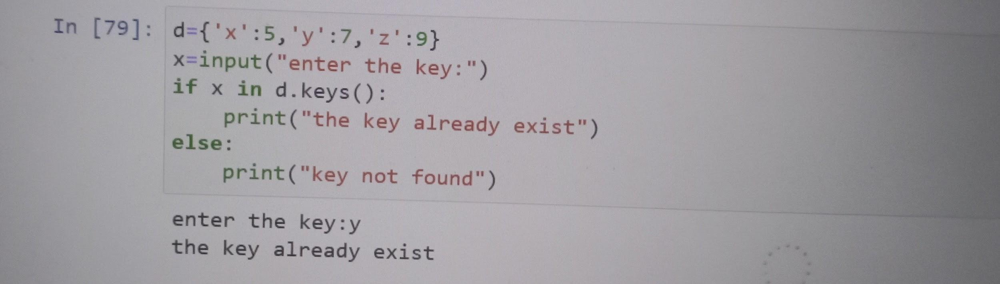 In [79]: d={'x':5,'y':7,'z':9}
x=input("enter the key:")
if x in d.keys():
    print("the key already exist")
else:
    print("key not found")
enter the key:y
the key already exist